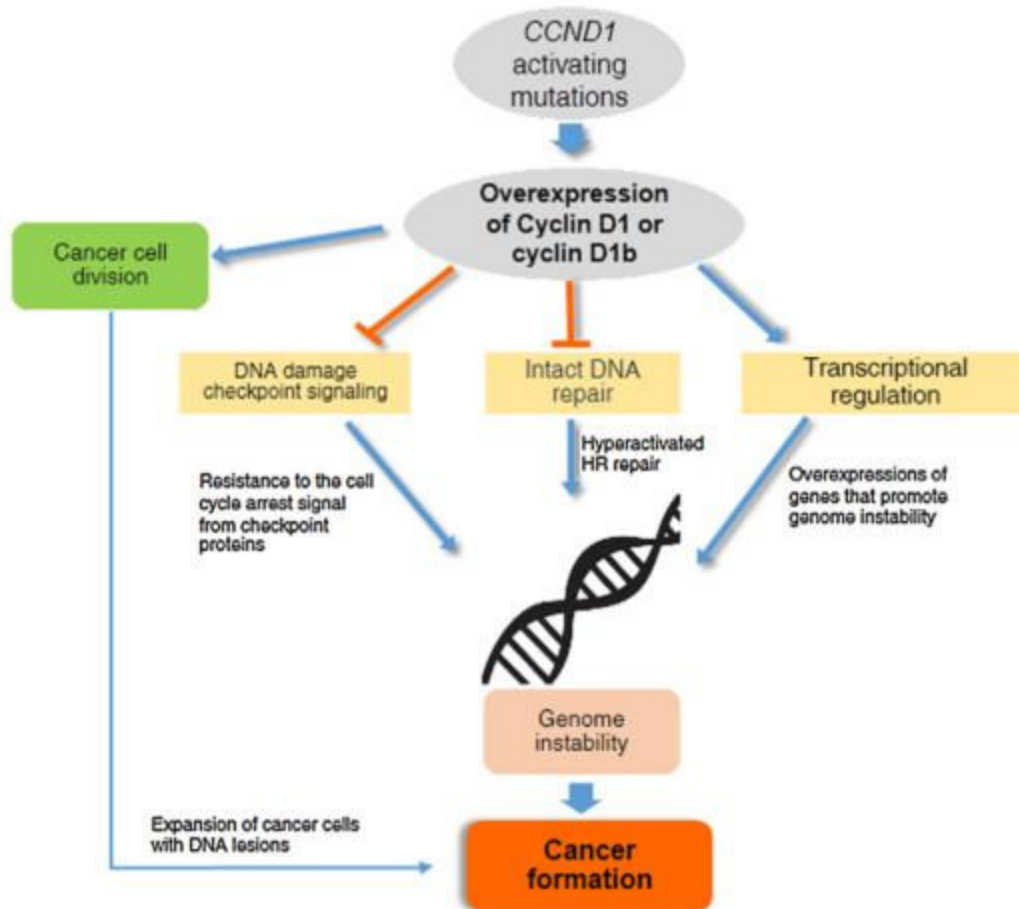 CCND1
activating
mutations
Overexpression
of Cyclin D1 or
cyclin D1b
Cancer cell
division
DNA damage
checkpoint signaling
Intact DNA
repair
Transcriptional
regulation
Resistance to the cell
cycle arrest signal
from checkpoint
proteins
Hyperactivated
HR repair
Overexpressions of
genes that promote
genome instability
Genome
instability
Expansion of cancer cells
with DNA lesions
Cancer
formation